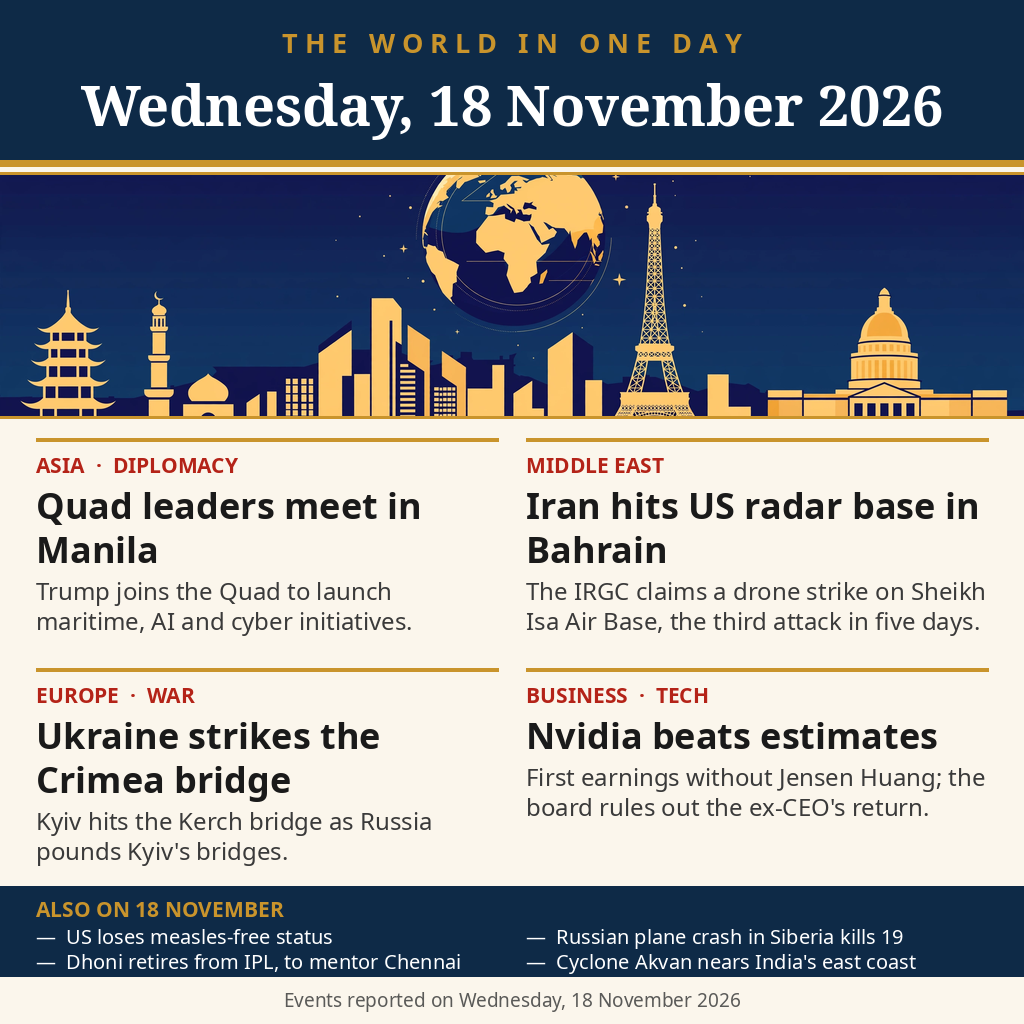 THE WORLD IN ONE DAY
Wednesday, 18 November 2026
ASIA · DIPLOMACY
Quad leaders meet in
Manila
Trump joins the Quad to launch
maritime, AI and cyber initiatives.
MIDDLE EAST
Iran hits US radar base in
Bahrain
The IRGC claims a drone strike on Sheikh
Isa Air Base, the third attack in five days.
EUROPE · WAR
Ukraine strikes the
Crimea bridge
Kyiv hits the Kerch bridge as Russia
pounds Kyiv's bridges.
BUSINESS · TECH
Nvidia beats estimates
First earnings without Jensen Huang; the
board rules out the ex-CEO's return.
ALSO ON 18 NOVEMBER
— US loses measles-free status
— Dhoni retires from IPL, to mentor Chennai
— Russian plane crash in Siberia kills 19
— Cyclone Akvan nears India's east coast
Events reported on Wednesday, 18 November 2026